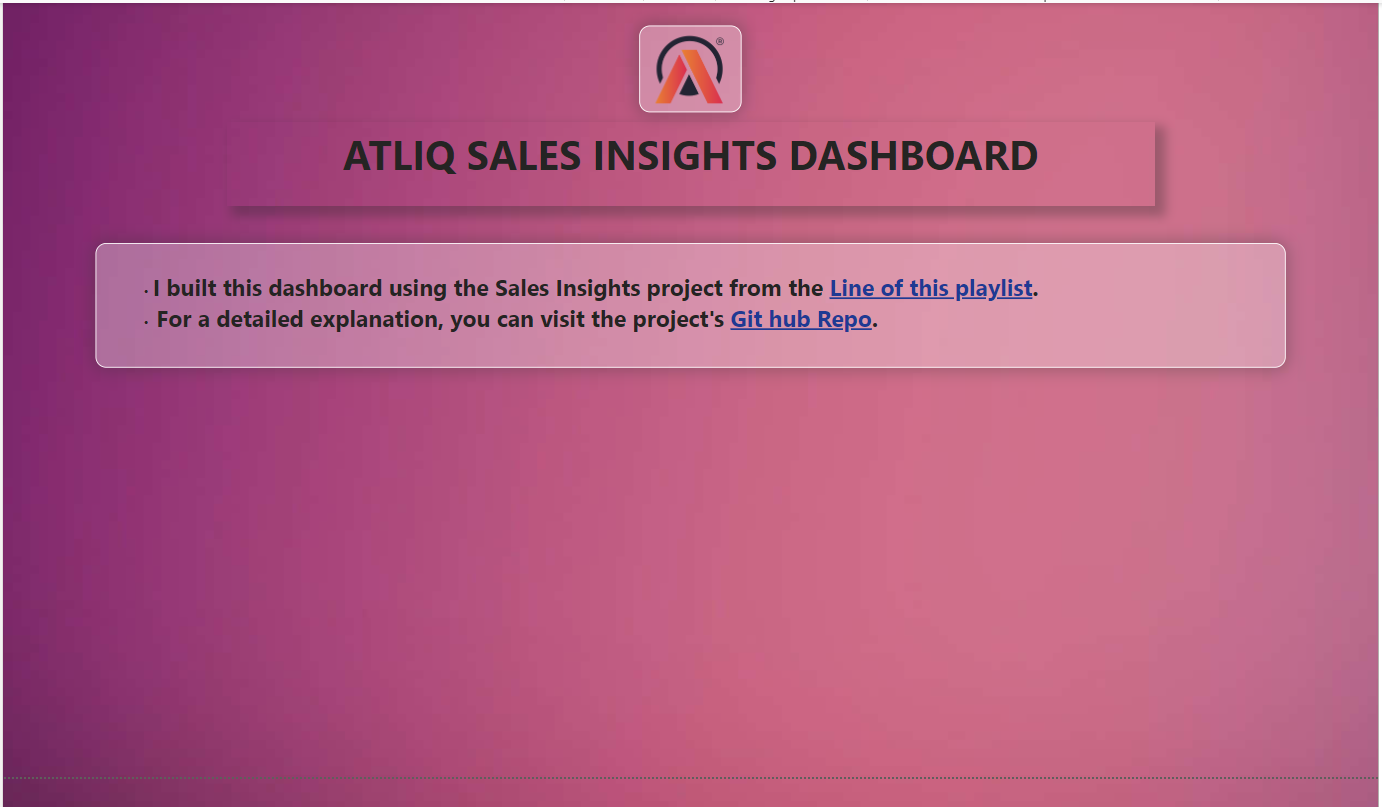 ®
ATLIQ SALES INSIGHTS DASHBOARD
· I built this dashboard using the Sales Insights project from the Line of this playlist.
· For a detailed explanation, you can visit the project's Git hub Repo.